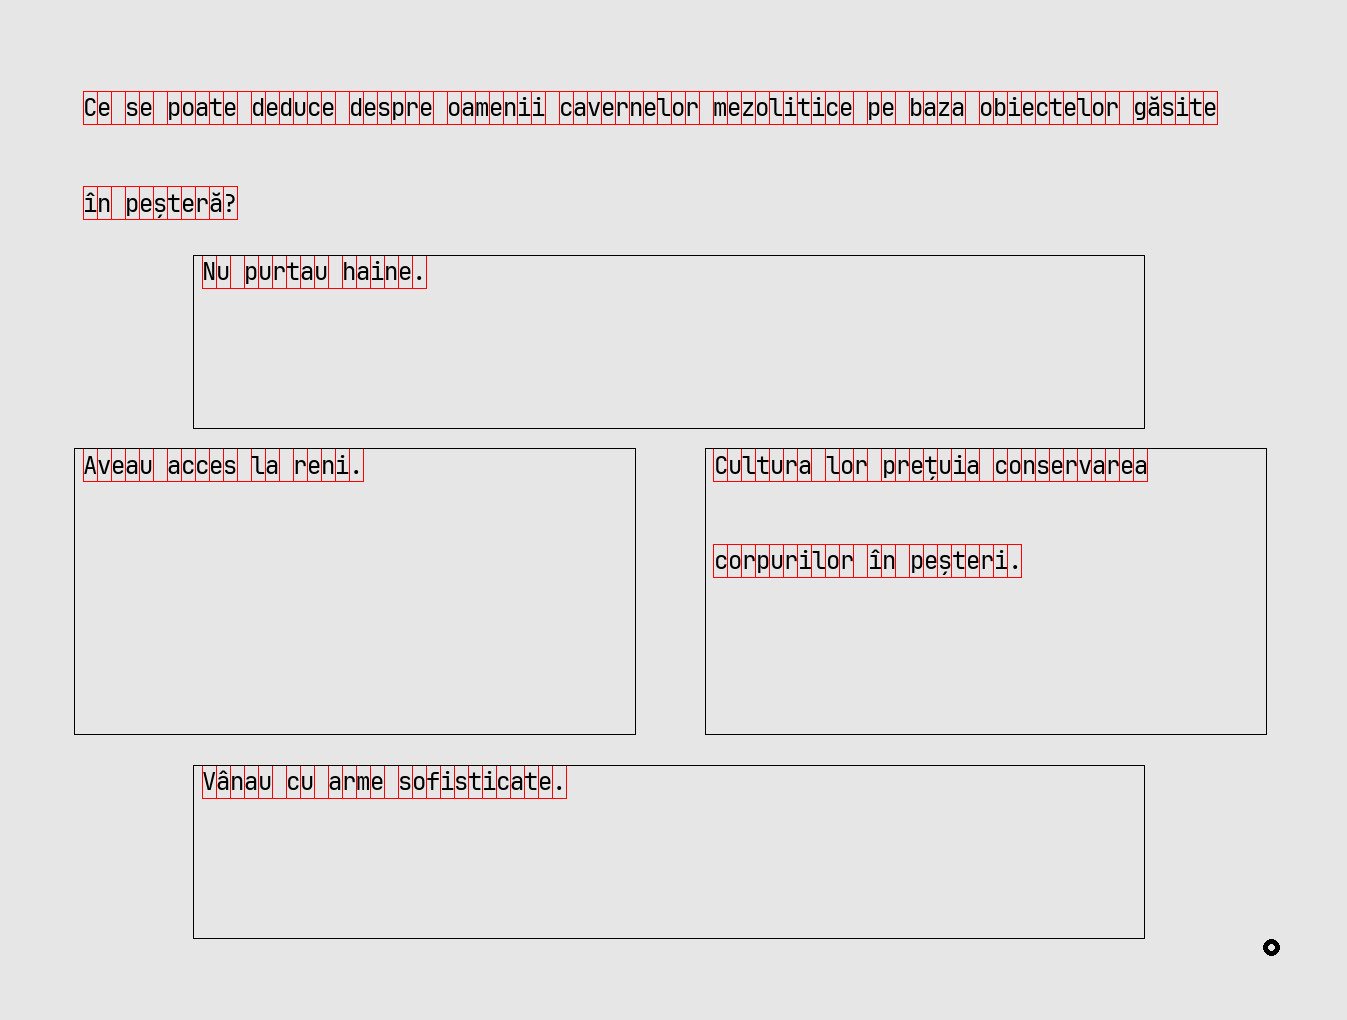 Ce se poate deduce despre oamenii cavernelor mezolitice pe baza obiectelor găsite
în peșteră?
Nu purtau haine.
Aveau acces la reni.
Cultura lor prețuia conservarea
corpurilor în peșteri.
Vânau cu arme sofisticate.